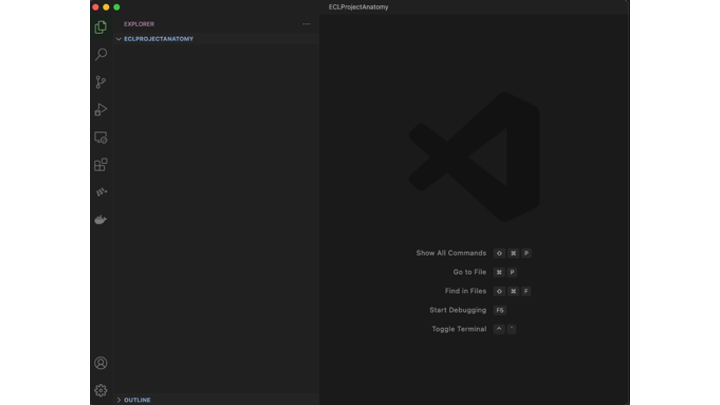 ECLProjectAnatomy
EXPLORER
ECLPROJECTANATOMY
Show All Commands ⇧ ⌘ P
Go to File ⌘ P
Find in Files ⇧ ⌘ F
Start Debugging F5
Toggle Terminal ^ `
OUTLINE